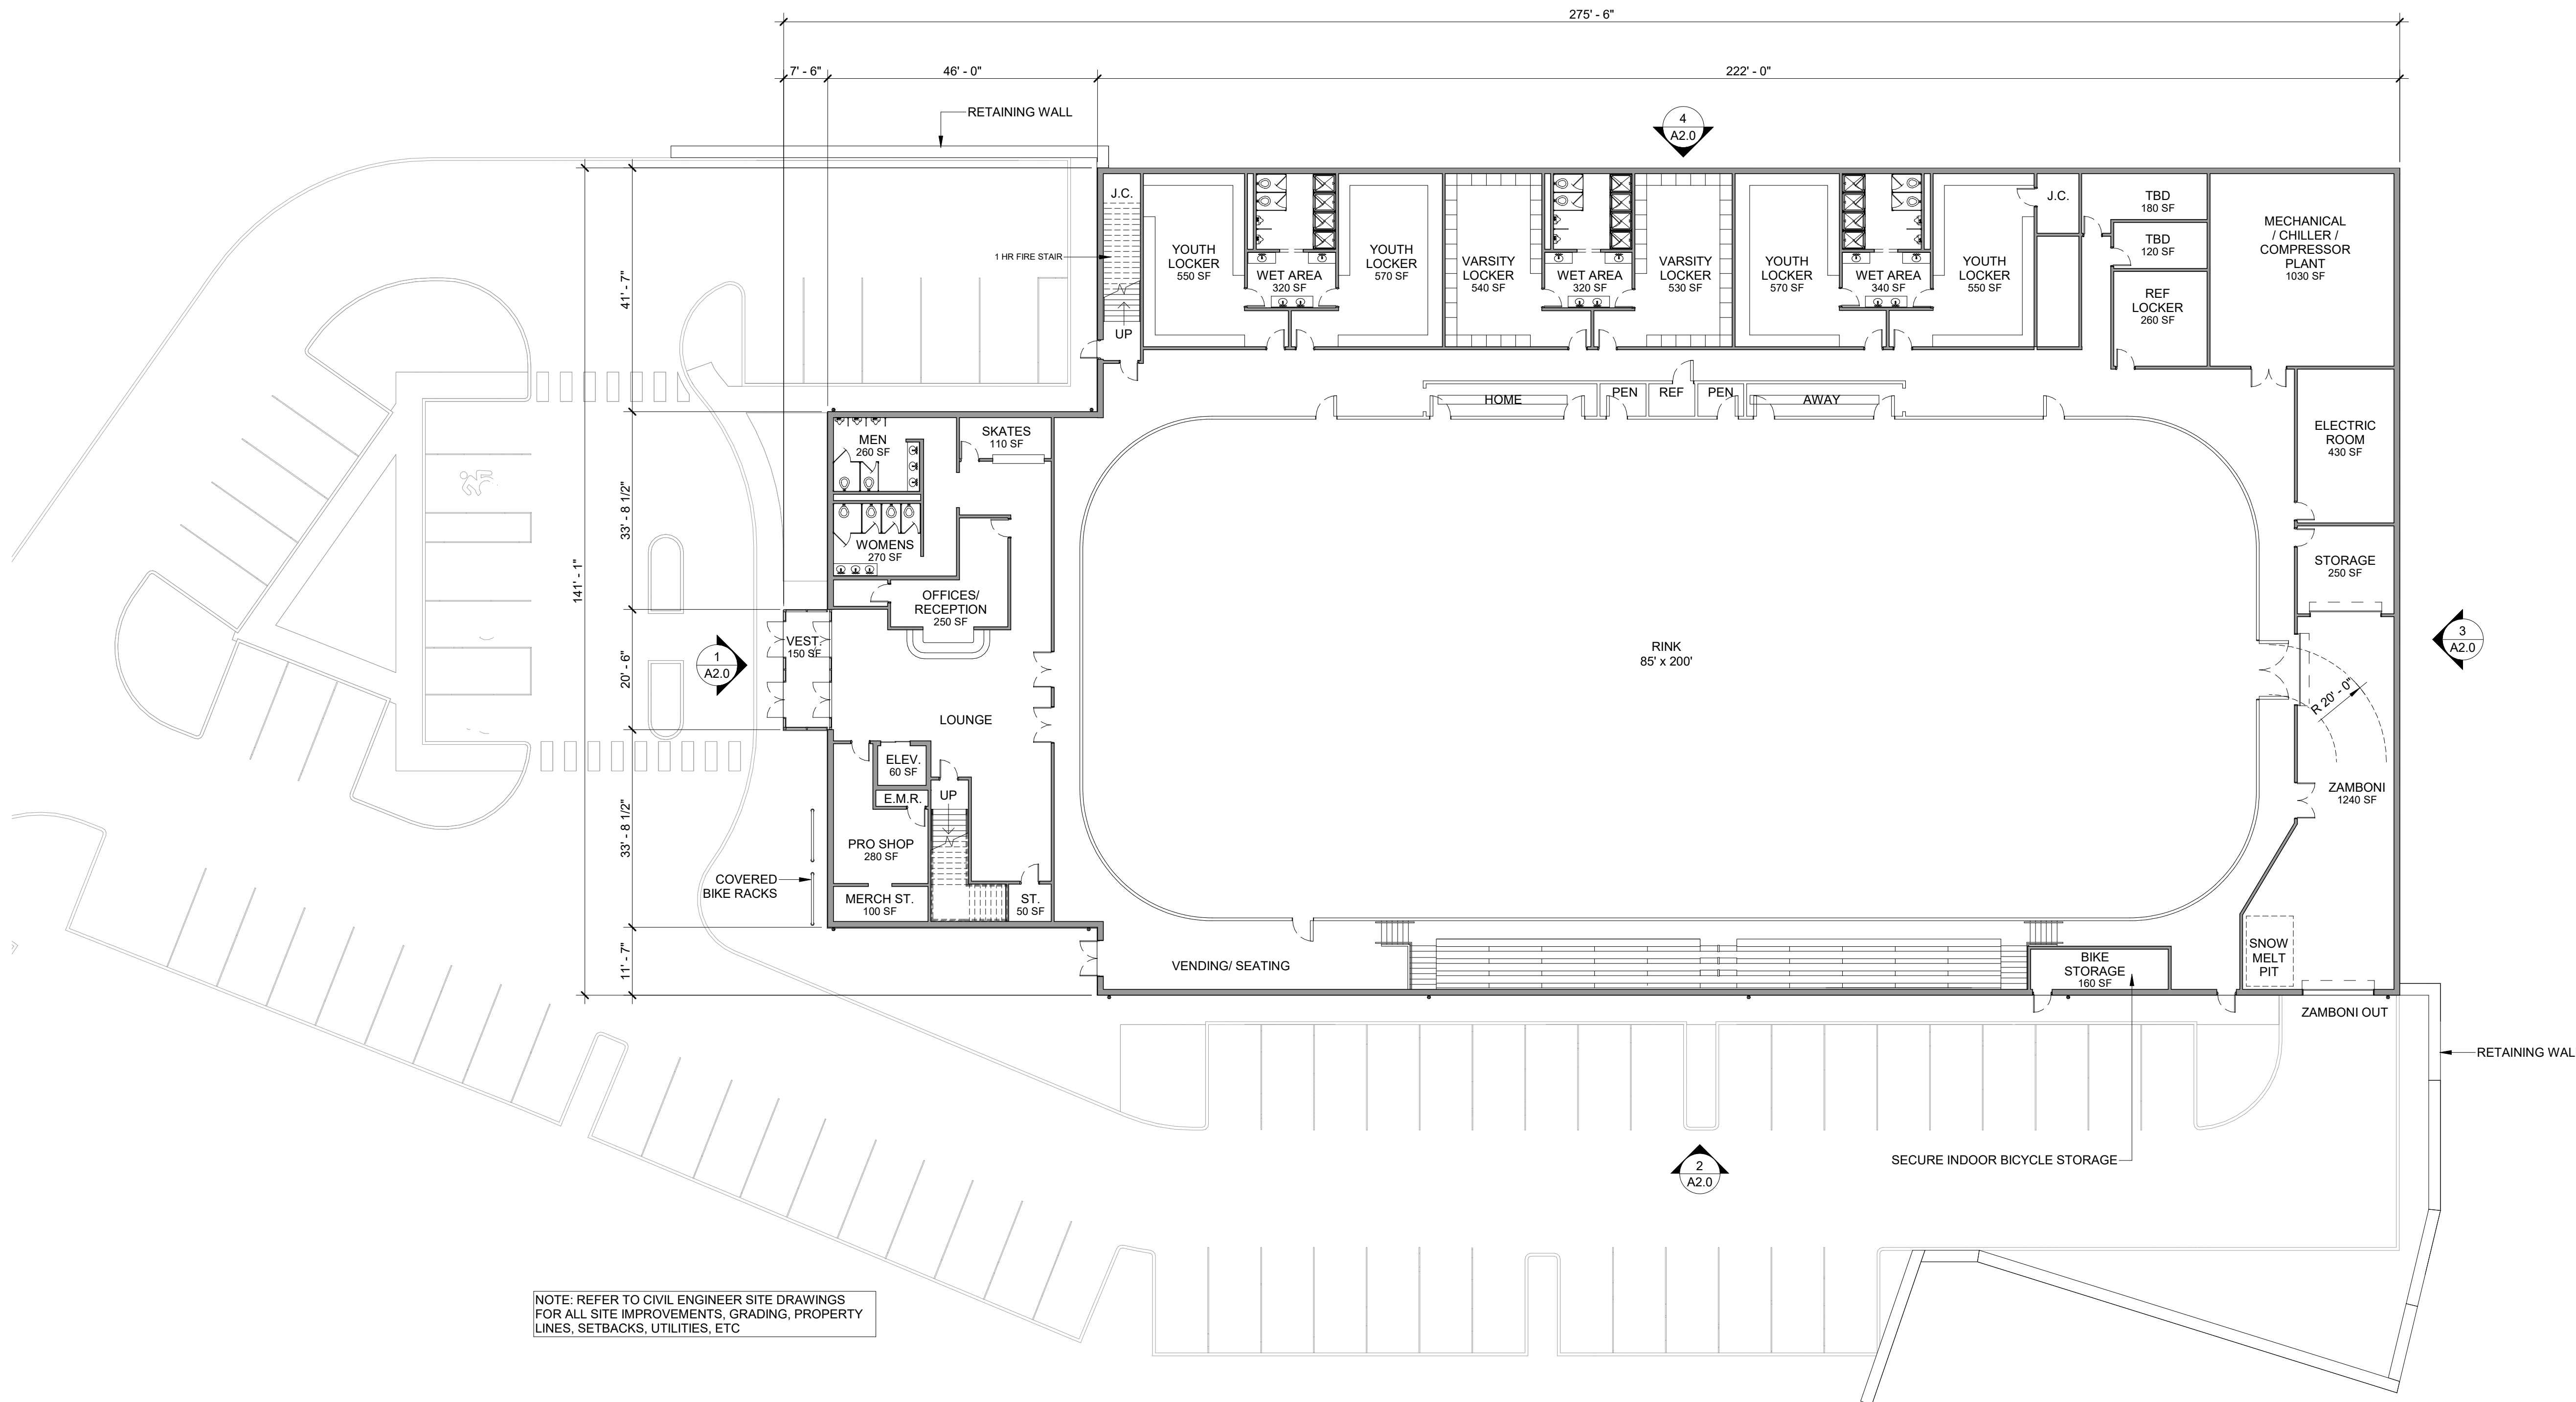 275' - 6"
7' - 6"
46' - 0"
222' - 0"
RETAINING WALL
4
A2.0
141' - 1"
41' - 7"
33' - 8 1/2"
20' - 6"
33' - 8 1/2"
11' - 7"
J.C.
1 HR FIRE STAIR
UP
YOUTH
LOCKER
550 SF
WET AREA
320 SF
YOUTH
LOCKER
570 SF
VARSITY
LOCKER
540 SF
WET AREA
320 SF
VARSITY
LOCKER
530 SF
YOUTH
LOCKER
570 SF
WET AREA
340 SF
YOUTH
LOCKER
550 SF
J.C.
TBD
180 SF
TBD
120 SF
REF
LOCKER
260 SF
MECHANICAL
/ CHILLER /
COMPRESSOR
PLANT
1030 SF
HOME
PEN
REF
PEN
AWAY
MEN
260 SF
SKATES
110 SF
WOMENS
270 SF
OFFICES/
RECEPTION
250 SF
ELECTRIC
ROOM
430 SF
STORAGE
250 SF
1
A2.0
VEST.
150 SF
LOUNGE
RINK
85' x 200'
3
A2.0
R 20' - 0"
ELEV.
60 SF
E.M.R.
UP
ZAMBONI
1240 SF
PRO SHOP
280 SF
COVERED
BIKE RACKS
MERCH ST.
100 SF
ST.
50 SF
VENDING/ SEATING
BIKE
STORAGE
160 SF
SNOW
MELT
PIT
ZAMBONI OUT
RETAINING WAL
SECURE INDOOR BICYCLE STORAGE
2
A2.0
NOTE: REFER TO CIVIL ENGINEER SITE DRAWINGS
FOR ALL SITE IMPROVEMENTS, GRADING, PROPERTY
LINES, SETBACKS, UTILITIES, ETC